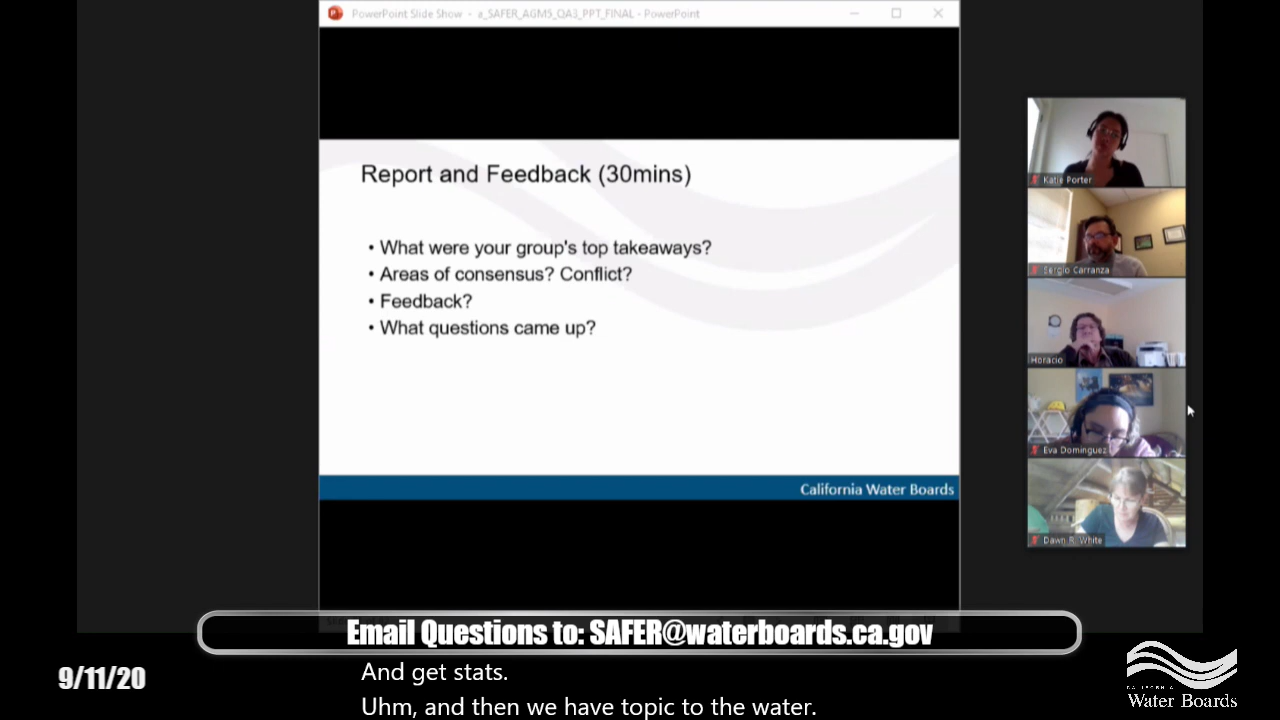 PowerPoint Slide Show - a_SAFER_AGM5_QA3_PPT_FINAL - PowerPoint
Report and Feedback (30mins)
• What were your group's top takeaways?
• Areas of consensus? Conflict?
• Feedback?
• What questions came up?
California Water Boards
Katie Porter
Sergio Carranza
Horacio
Eva Dominguez
Dawn R. White
Email Questions to: SAFER@waterboards.ca.gov
9/11/20
And get stats.
Uhm, and then we have topic to the water.
CALIFORNIA
Water Boards